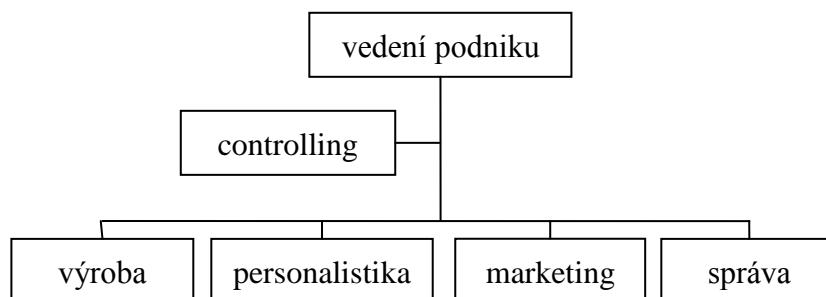 vedení podniku
controlling
výroba
personalistika
marketing
správa